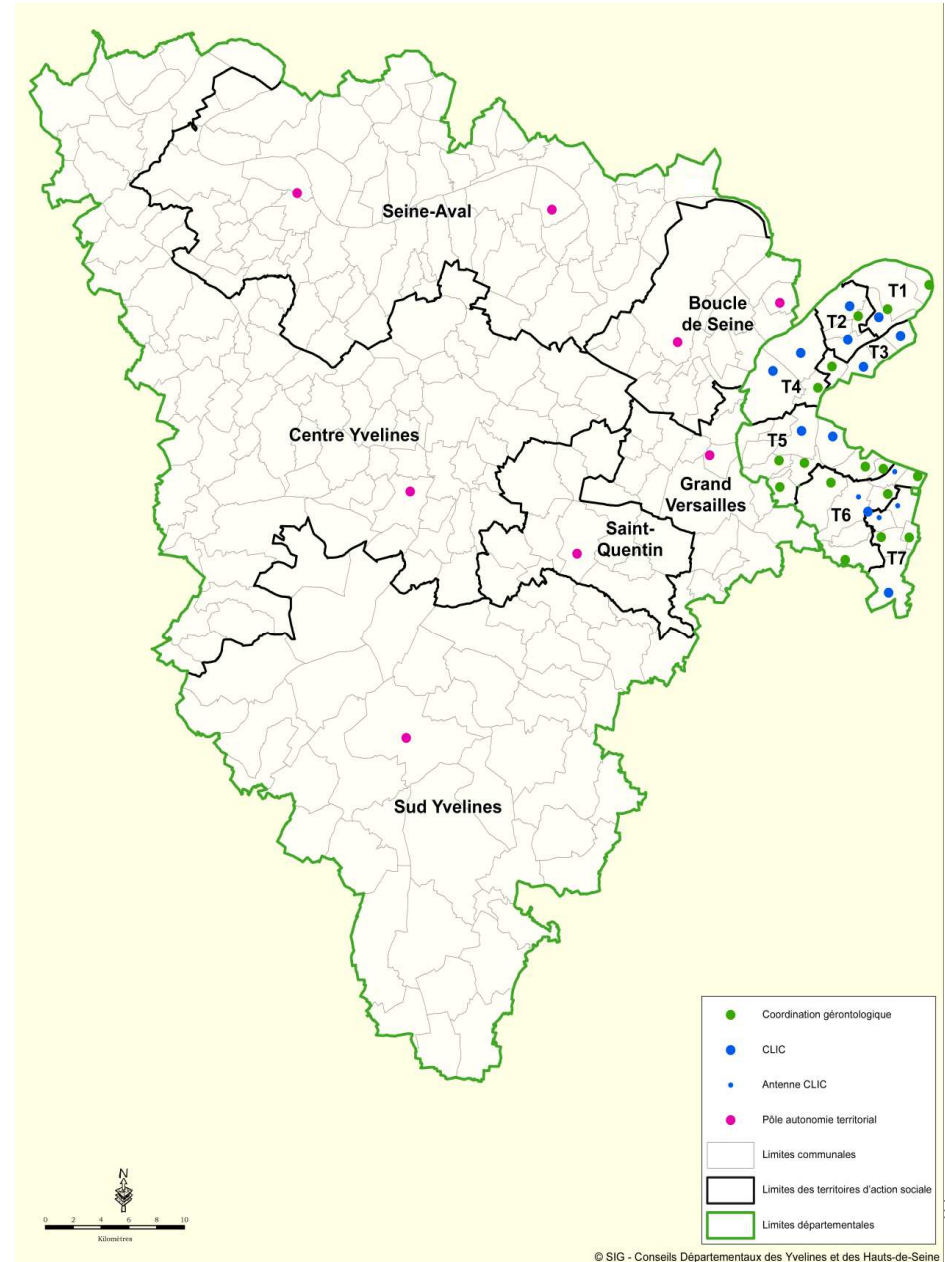 Seine-Aval
Boucle
de Seine
T1
T2
T3
T4
Centre Yvelines
T5
Grand
Versailles
Saint-
Quentin
T6
T7
Sud Yvelines
Coordination gérontologique
CLIC
Antenne CLIC
Pôle autonomie territorial
Limites communales
Limites des territoires d'action sociale
Limites départementales
N
0 2 4 6 8 10
Kilomètres
© SIG - Conseils Départementaux des Yvelines et des Hauts-de-Seine